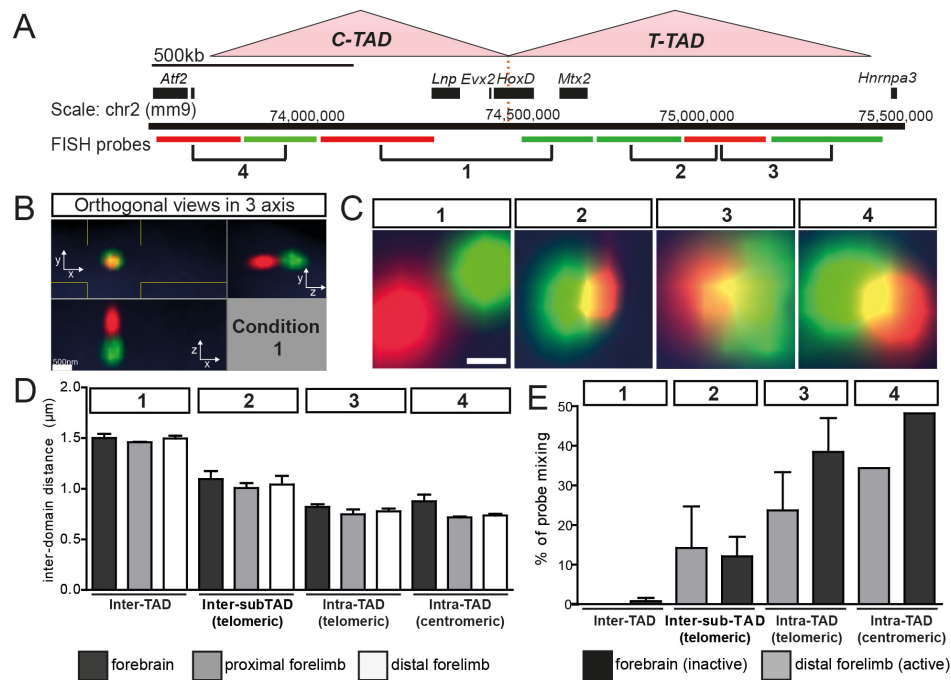 A
C-TAD
T-TAD
500kb
Atf2
Lnp Evx2 HoxD Mtx2
Hnrnpa3
Scale: chr2 (mm9)
74,000,000
74,500,000
75,000,000
75,500,000
FISH probes
4
1
2
3
B
Orthogonal views in 3 axis
y
x
y
z
z
x
500nm
Condition
1
C
1
2
3
4
D
1
2
3
4
inter-domain distance (µm)
2.0
1.5
1.0
0.5
0.0
Inter-TAD
Inter-subTAD
(telomeric)
Intra-TAD
(telomeric)
Intra-TAD
(centromeric)
forebrain
proximal forelimb
distal forelimb
E
1
2
3
4
% of probe mixing
50
40
30
20
10
0
Inter-TAD
Inter-sub-TAD
(telomeric)
Intra-TAD
(telomeric)
Intra-TAD
(centromeric)
forebrain (inactive)
distal forelimb (active)